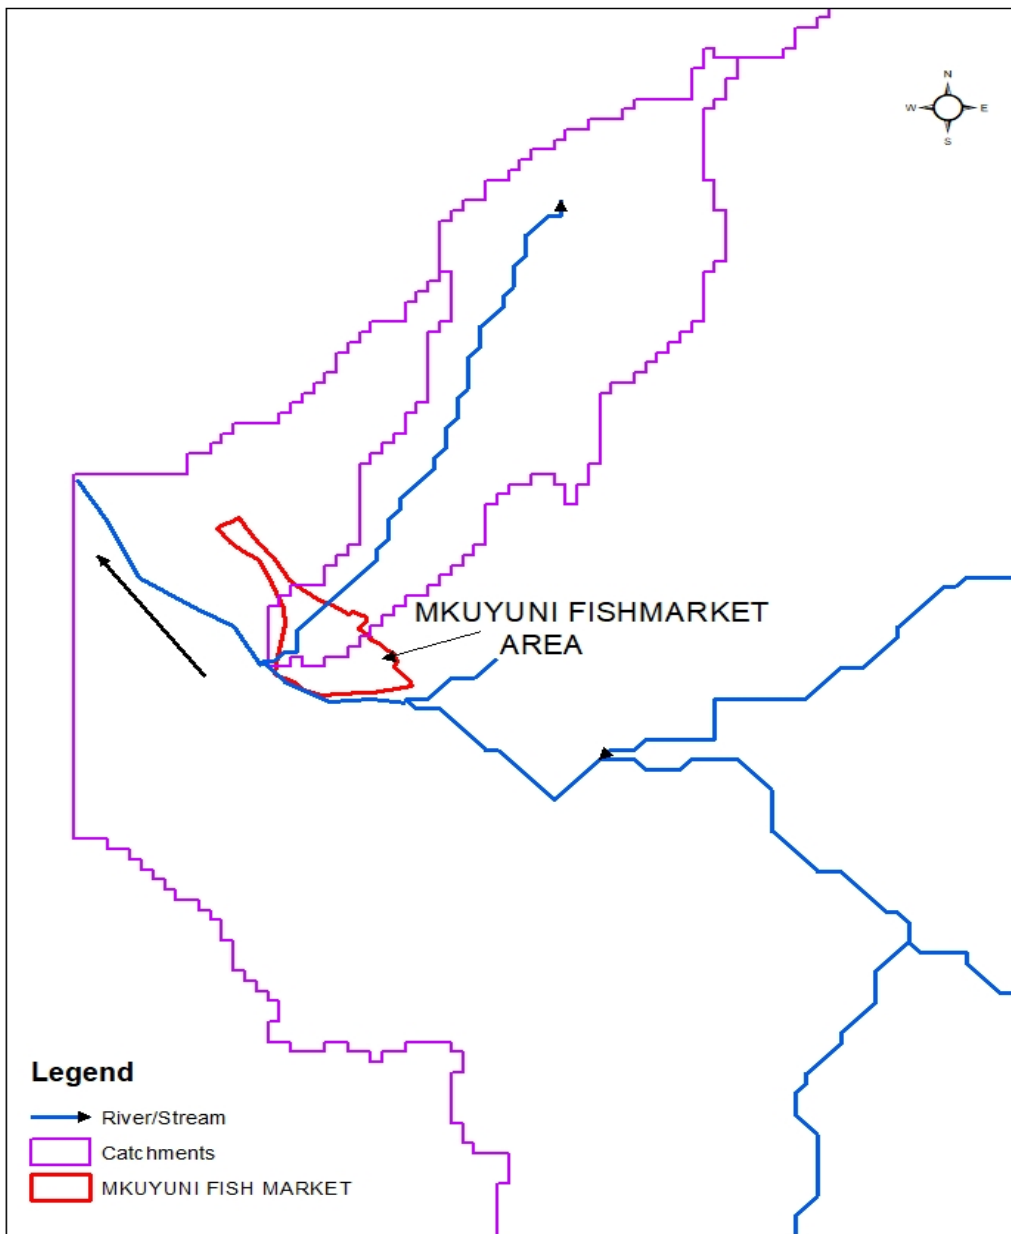 N
W E
S
MKUYUNI FISHMARKET
AREA
Legend
River/Stream
Catchments
MKUYUNI FISH MARKET